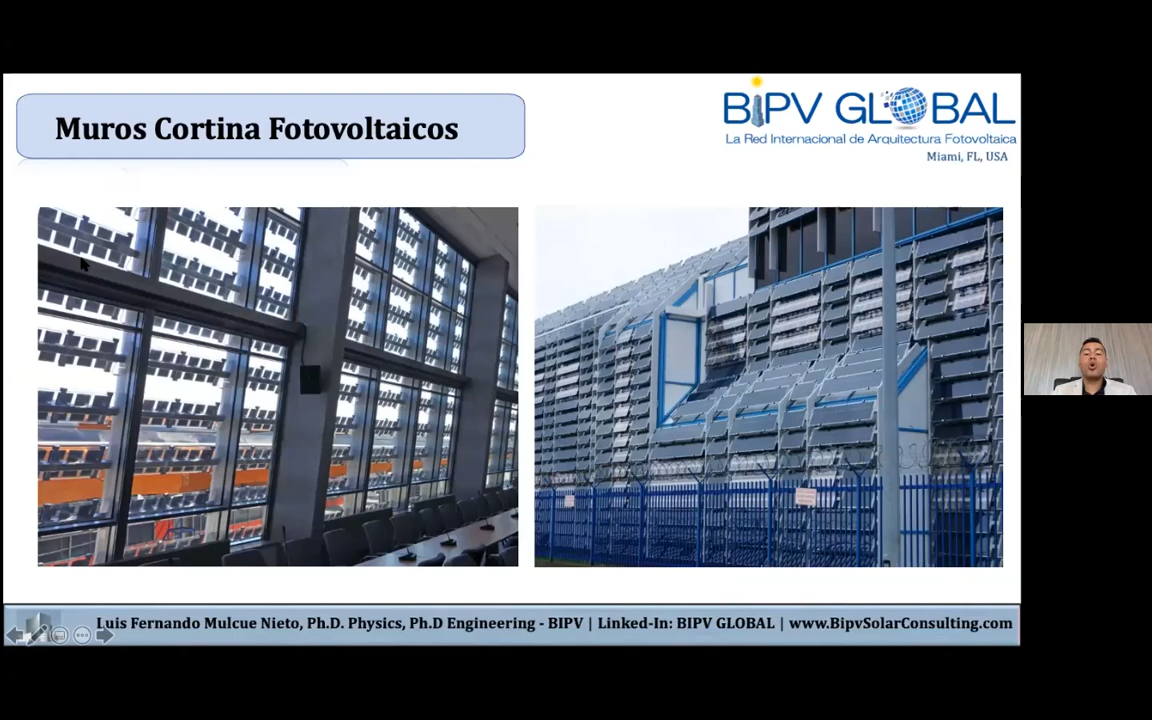 Muros Cortina Fotovoltaicos
BIPV GLOBAL
La Red Internacional de Arquitectura Fotovoltaica
Miami, FL, USA
Luis Fernando Mulcue Nieto, Ph.D. Physics, Ph.D Engineering - BIPV | Linked-In: BIPV GLOBAL | www.BipvSolarConsulting.com